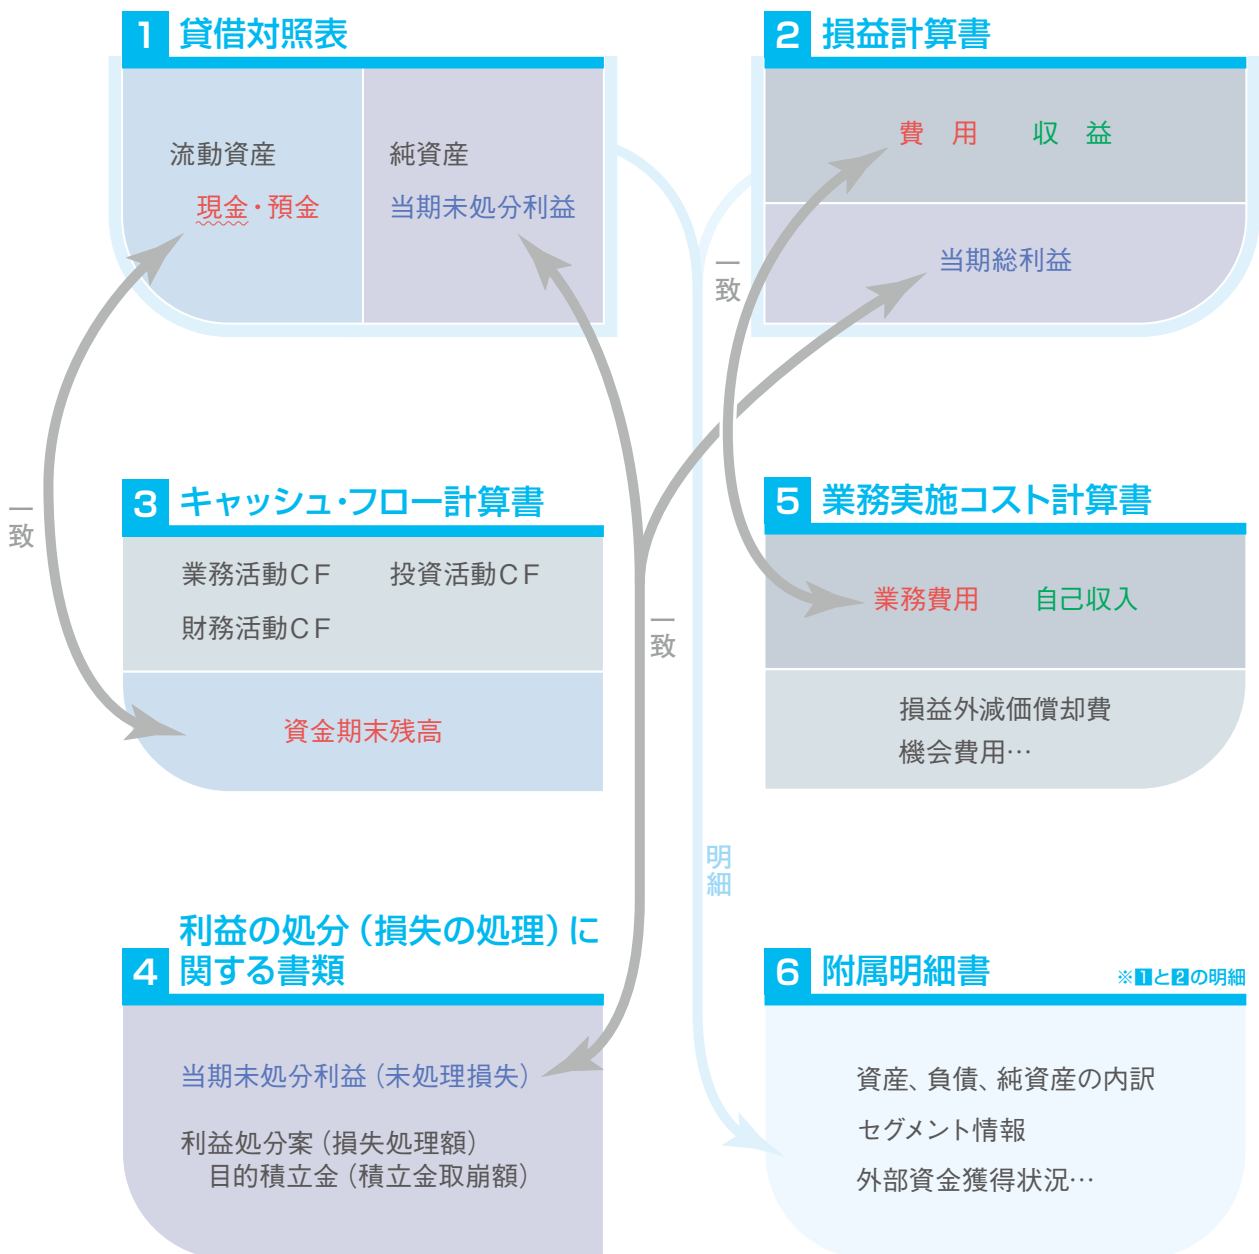 1 貸借対照表
流動資産
現金・預金
純資産
当期未処分利益
2 損益計算書
費 用 収 益
当期総利益
一致
3 キャッシュ・フロー計算書
業務活動CF 投資活動CF
財務活動CF
資金期末残高
一致
5 業務実施コスト計算書
業務費用 自己収入
損益外減価償却費
機会費用…
一致
明細
4 利益の処分（損失の処理）に
関する書類
当期未処分利益（未処理損失）
利益処分案（損失処理額）
目的積立金（積立金取崩額）
6 附属明細書 ※1と2の明細
資産、負債、純資産の内訳
セグメント情報
外部資金獲得状況…